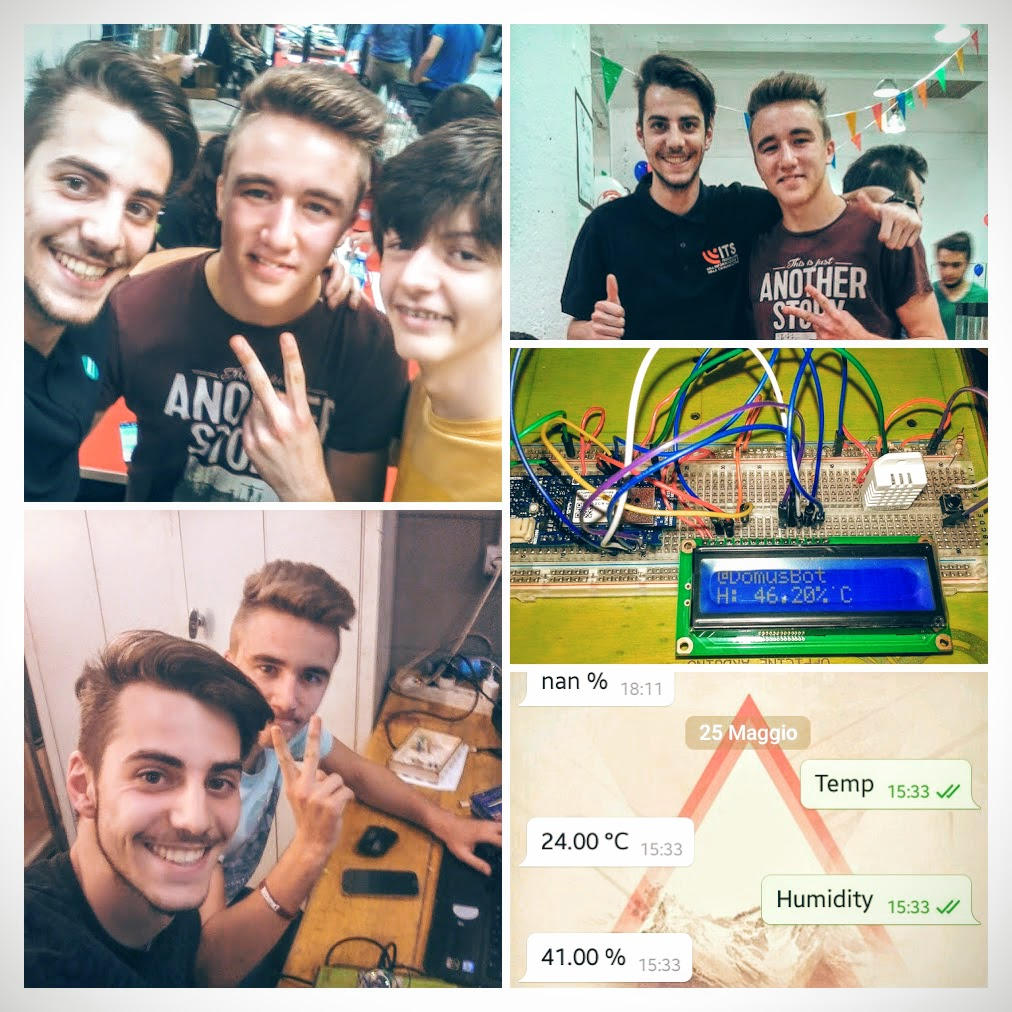 ANOTHER
STO
ITS
This is just
ANOTHER
STORY
@DomusBot
H: 46.20% C
nan % 18:11
25 Maggio
Temp 15:33
24.00 °C 15:33
Humidity 15:33
41.00 % 15:33